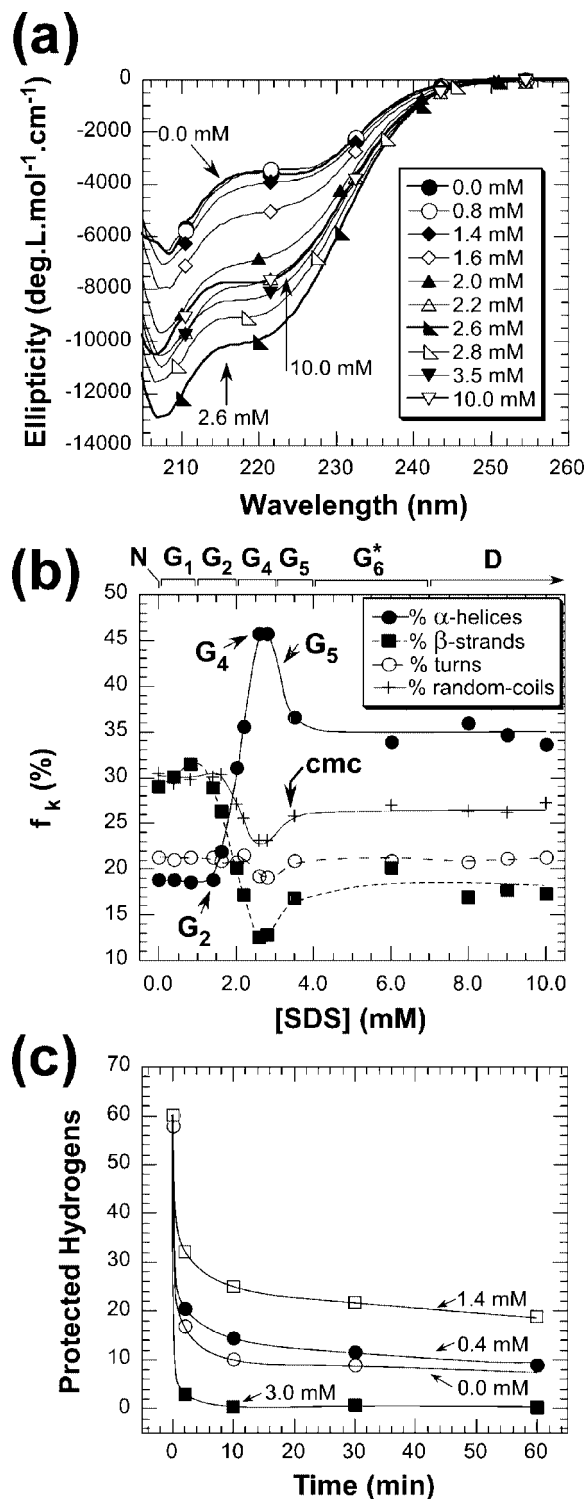 (a)
0
-2000
-4000
-6000
-8000
-10000
-12000
-14000
Ellipticity (deg.L.mol-1.cm-1)
0.0 mM
10.0 mM
2.6 mM
0.0 mM
0.8 mM
1.4 mM
1.6 mM
2.0 mM
2.2 mM
2.6 mM
2.8 mM
3.5 mM
10.0 mM
210 220 230 240 250 260
Wavelength (nm)
(b)
N G1 G2 G4 G5 G6* D
50
45
40
35
30
25
20
15
10
fk (%)
% α-helices
% β-strands
% turns
% random-coils
G4
G5
cmc
G2
0.0 2.0 4.0 6.0 8.0 10.0
[SDS] (mM)
(c)
70
60
50
40
30
20
10
0
Protected Hydrogens
1.4 mM
0.4 mM
0.0 mM
3.0 mM
0 10 20 30 40 50 60
Time (min)